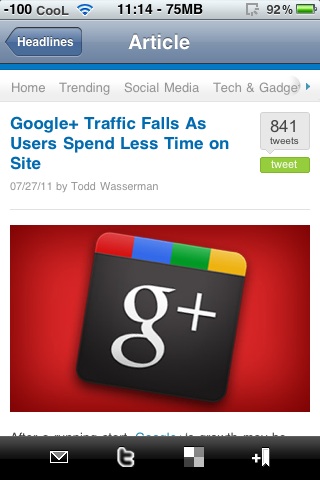 -100 CooL 11:14 - 75MB 92%
Headlines Article
Home Trending Social Media Tech & Gadge
Google+ Traffic Falls As
Users Spend Less Time on
Site
841
tweets
tweet
07/27/11 by Todd Wasserman
g+
After a running start, Google+'s growth may be